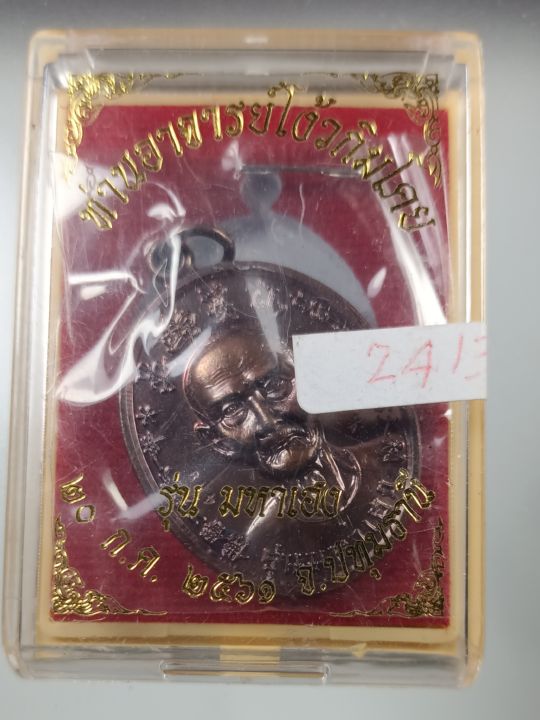 ท่านอาจารย์โง้วกิมโคย
2413
รุ่น มหาเฮง
๒๐ ก.ค. ๒๕๖๑ จ.ปทุมธานี